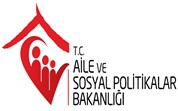 T.C.
AİLE VE
SOSYAL POLİTİKALAR
BAKANLIĞI